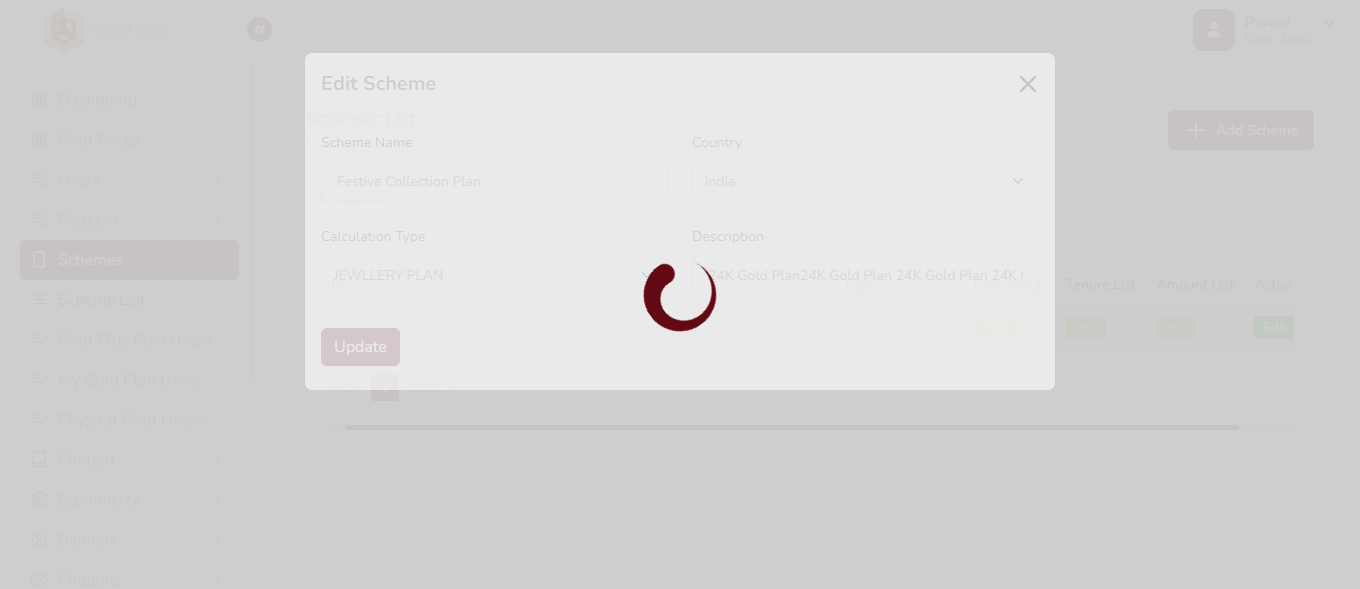 Gold
Pavani
Super Admin
Edit Scheme
Dashboard
Schemes List
Gold Prices
Add Scheme
Scheme Name
Country
Users
Festive Collection Plan
India
Redeem
Calculation Type
Description
Schemes
JEWLLERY PLAN
24K Gold Plan24K Gold Plan 24K Gold Plan 24K
Tenure List
Amount List
Action
Scheme List
Edit
Gold Plus Plan Users
Update
My Gold Plan Users
Physical Gold Users
Content
Ecommerce
Banners
Coupons